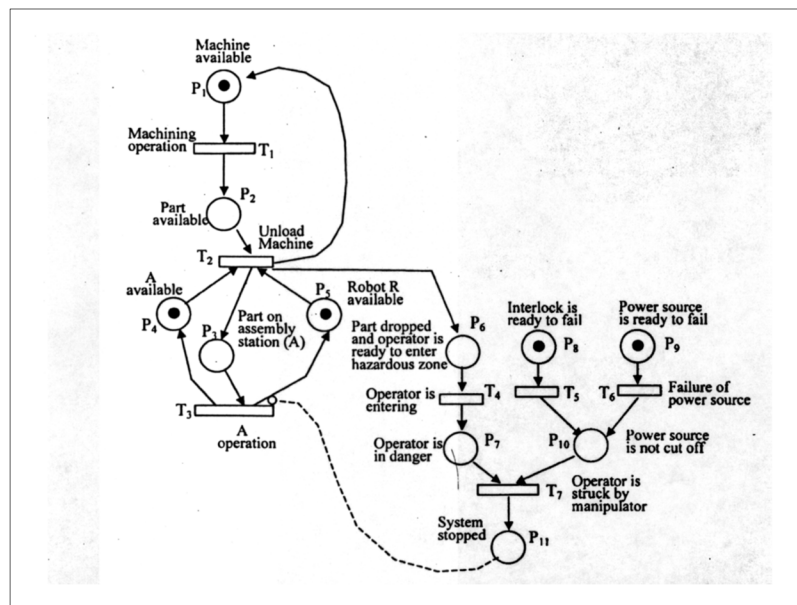 Machine
available
P1
Machining
operation
T1
P2
Part
available
Unload
Machine
T2
A
available
P4
P3
Part on
assembly
station (A)
P5
Robot R
available
T3
A
operation
P6
Part dropped
and operator is
ready to enter
hazardous zone
Operator is
entering
T4
Operator is
in danger
P7
Interlock is
ready to fail
P8
T5
Power source
is ready to fail
P9
T6
Failure of
power source
P10
Power source
is not cut off
T7
Operator is
struck by
manipulator
System
stopped
P11